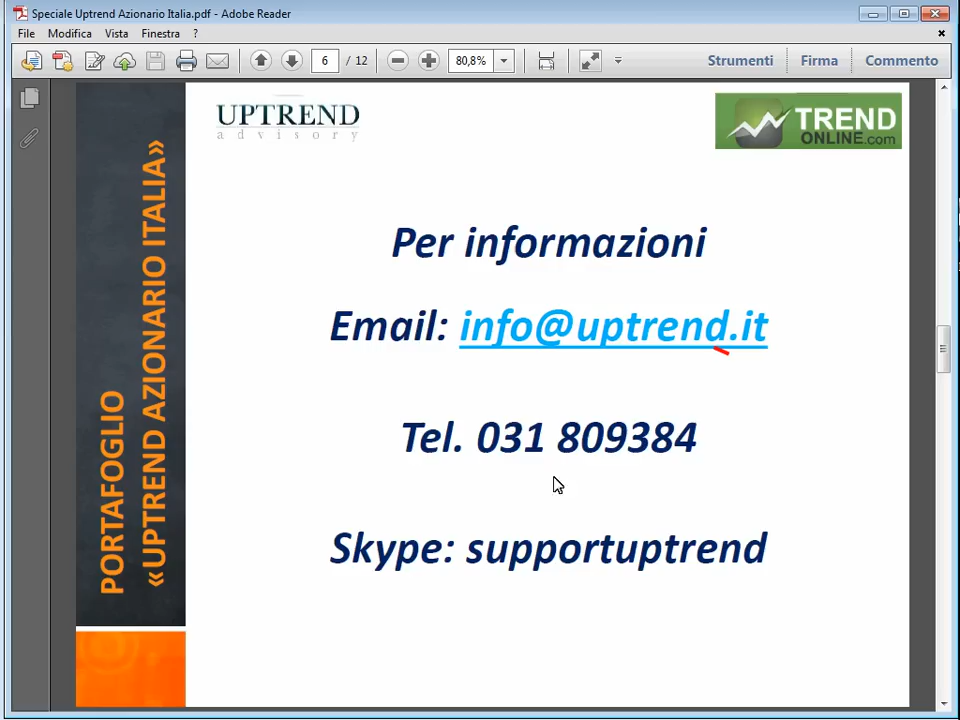 Speciale Uptrend Azionario Italia.pdf - Adobe Reader
File Modifica Vista Finestra ?
6 / 12 80,8% Strumenti Firma Commento
UPTREND
advisory
TREND
ONLINE.com
PORTAFOGLIO
«UPTREND AZIONARIO ITALIA»
Per informazioni
Email: info@uptrend.it
Tel. 031 809384
Skype: supportuptrend